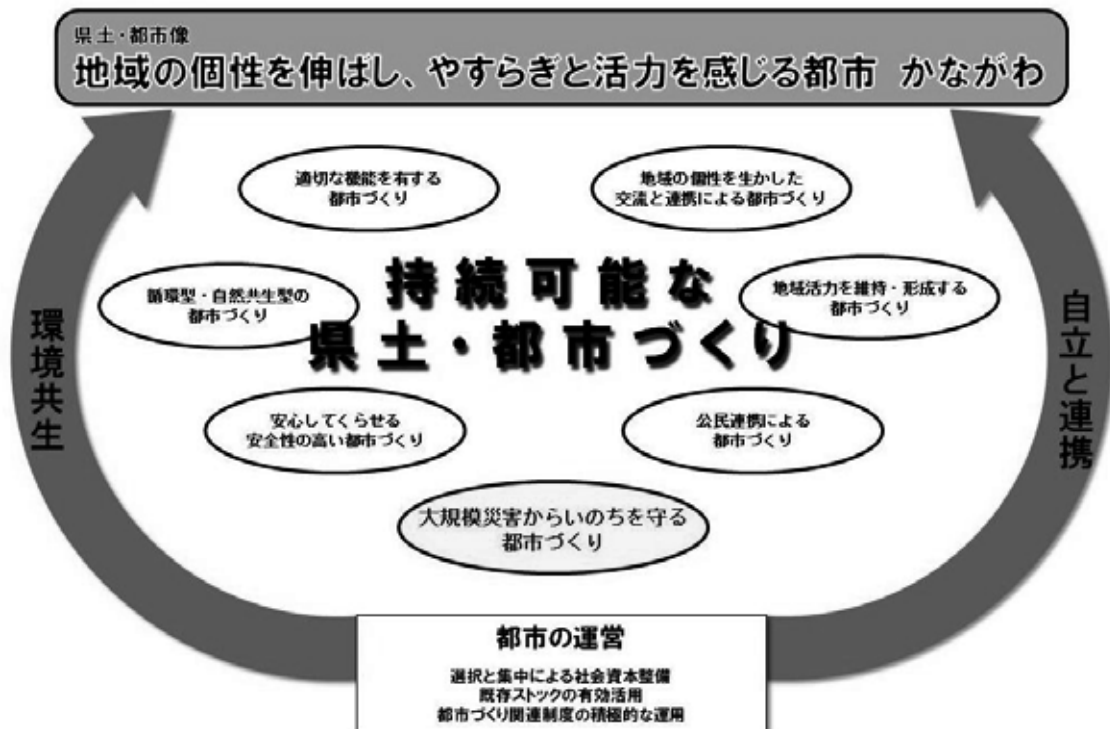 県土・都市像
地域の個性を伸ばし、やすらぎと活力を感じる都市 かながわ
適切な機能を有する
都市づくり
地域の個性を生かした
交流と連携による都市づくり
循環型・自然共生型の
都市づくり
持続可能な
県土・都市づくり
地域活力を維持・形成する
都市づくり
環境共生
自立と連携
安心してくらせる
安全性の高い都市づくり
公民連携による
都市づくり
大規模災害からいのちを守る
都市づくり
都市の運営
選択と集中による社会資本整備
既存ストックの有効活用
都市づくり関連制度の積極的な運用